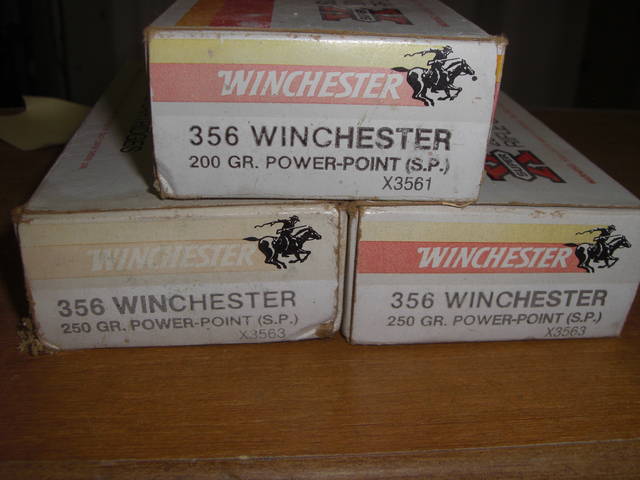 WINCHESTER
356 WINCHESTER
200 GR. POWER-POINT (S.P.)
X3561
WINCHESTER
356 WINCHESTER
250 GR. POWER-POINT (S.P.)
X3563
WINCHESTER
356 WINCHESTER
250 GR. POWER-POINT (S.P.)
X3563